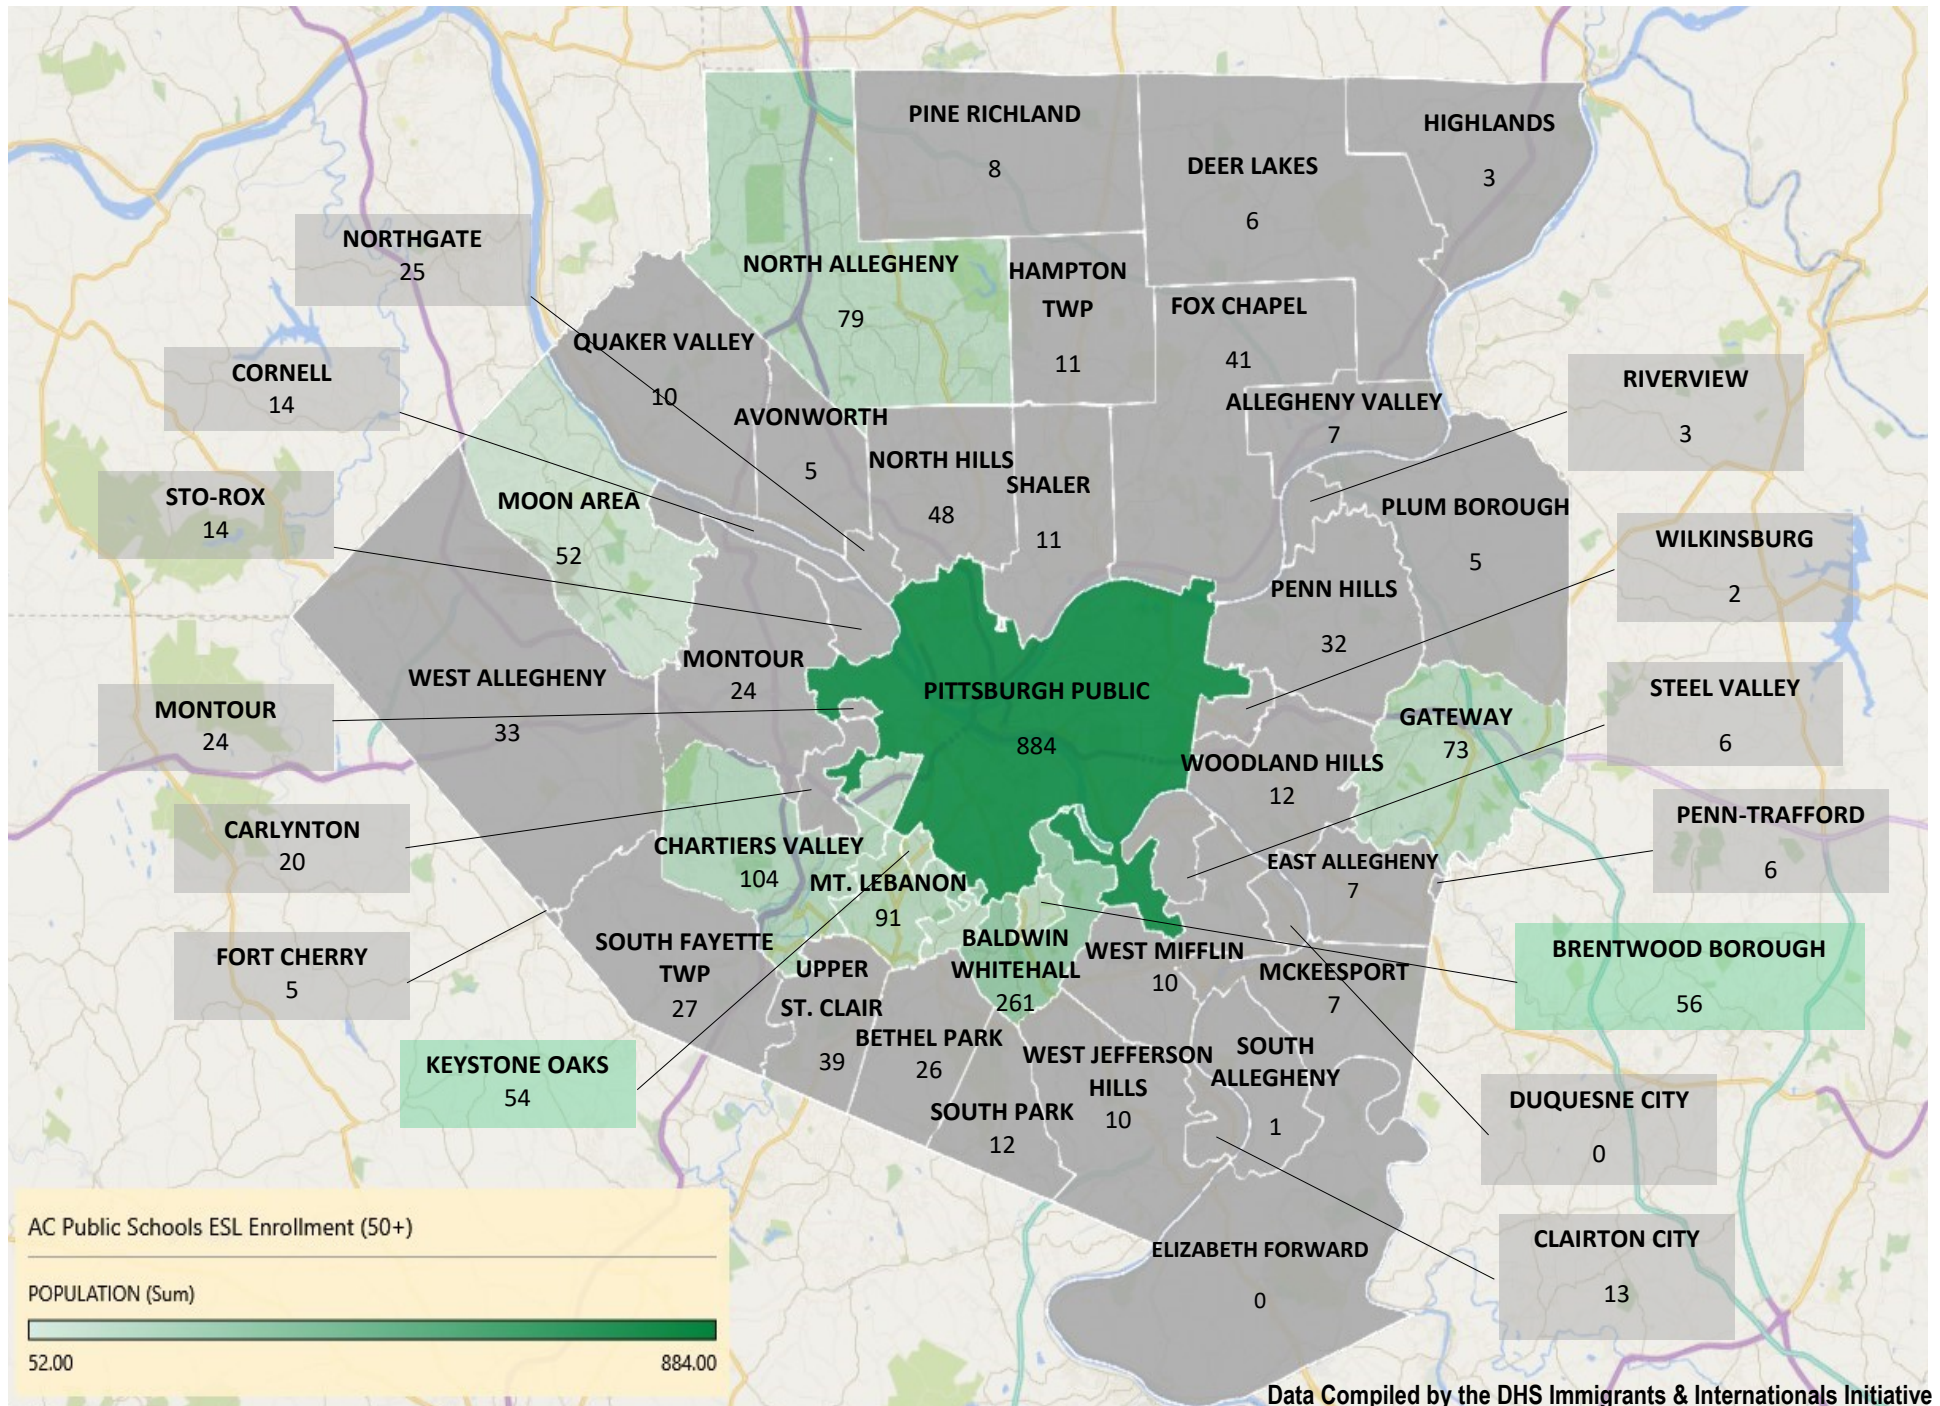 PINE RICHLAND
8
HIGHLANDS
3
DEER LAKES
6
NORTHGATE
25
NORTH ALLEGHENY
79
HAMPTON
TWP
11
FOX CHAPEL
41
QUAKER VALLEY
10
CORNELL
14
RIVERVIEW
3
AVONWORTH
5
ALLEGHENY VALLEY
7
NORTH HILLS
48
SHALER
11
STO-ROX
14
MOON AREA
52
PLUM BOROUGH
5
WILKINSBURG
2
PENN HILLS
32
WEST ALLEGHENY
33
MONTOUR
24
PITTSBURGH PUBLIC
884
STEEL VALLEY
6
MONTOUR
24
GATEWAY
73
WOODLAND HILLS
12
PENN-TRAFFORD
6
CARLYNTON
20
CHARTIERS VALLEY
104
MT. LEBANON
91
EAST ALLEGHENY
7
FORT CHERRY
5
SOUTH FAYETTE
TWP
27
UPPER
ST. CLAIR
39
BALDWIN
WHITEHALL
261
WEST MIFFLIN
10
MCKEESPORT
7
BRENTWOOD BOROUGH
56
KEYSTONE OAKS
54
BETHEL PARK
26
WEST JEFFERSON
HILLS
10
SOUTH
ALLEGHENY
1
SOUTH PARK
12
DUQUESNE CITY
0
CLAIRTON CITY
13
ELIZABETH FORWARD
0
AC Public Schools ESL Enrollment (50+)
POPULATION (Sum)
52.00 884.00
Data Compiled by the DHS Immigrants & Internationals Initiative